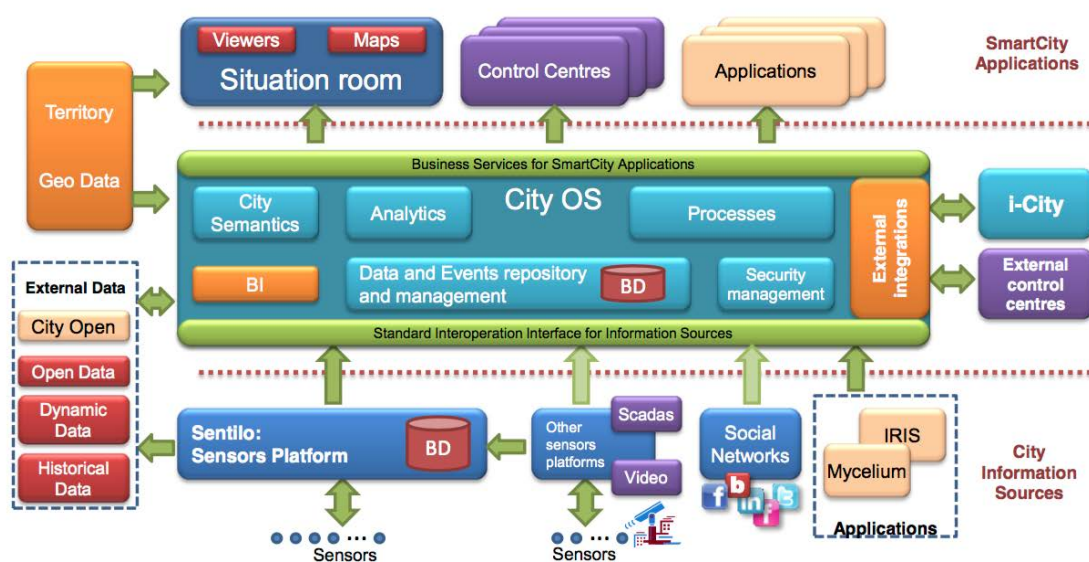 Viewers
Maps
Situation room
Control Centres
Applications
SmartCity
Applications
Territory
Geo Data
Business Services for SmartCity Applications
City OS
City
Semantics
Analytics
Processes
External
integrations
i-City
BI
Data and Events repository
and management
BD
Security
management
External
control
centres
Standard Interoperation Interface for Information Sources
External Data
City Open
Open Data
Dynamic
Data
Historical
Data
Sentilo:
Sensors Platform
BD
Other
sensors
platforms
Scadas
Video
Social
Networks
f
b
in
t
f
IRIS
Mycelium
Applications
City
Information
Sources
...
Sensors
...
Sensors